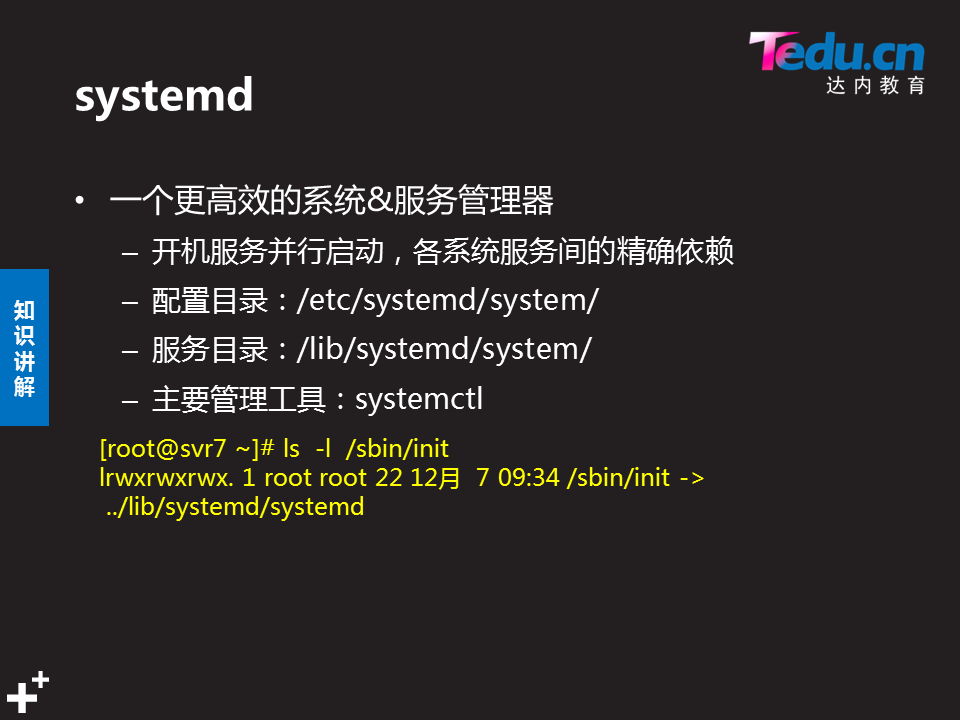 Tedu.cn
达内教育
systemd
• 一个更高效的系统&服务管理器
– 开机服务并行启动，各系统服务间的精确依赖
– 配置目录：/etc/systemd/system/
– 服务目录：/lib/systemd/system/
– 主要管理工具：systemctl
知识讲解
[root@svr7 ~]# ls  -l  /sbin/init
lrwxrwxrwx. 1 root root 22 12月  7 09:34 /sbin/init ->
../lib/systemd/systemd